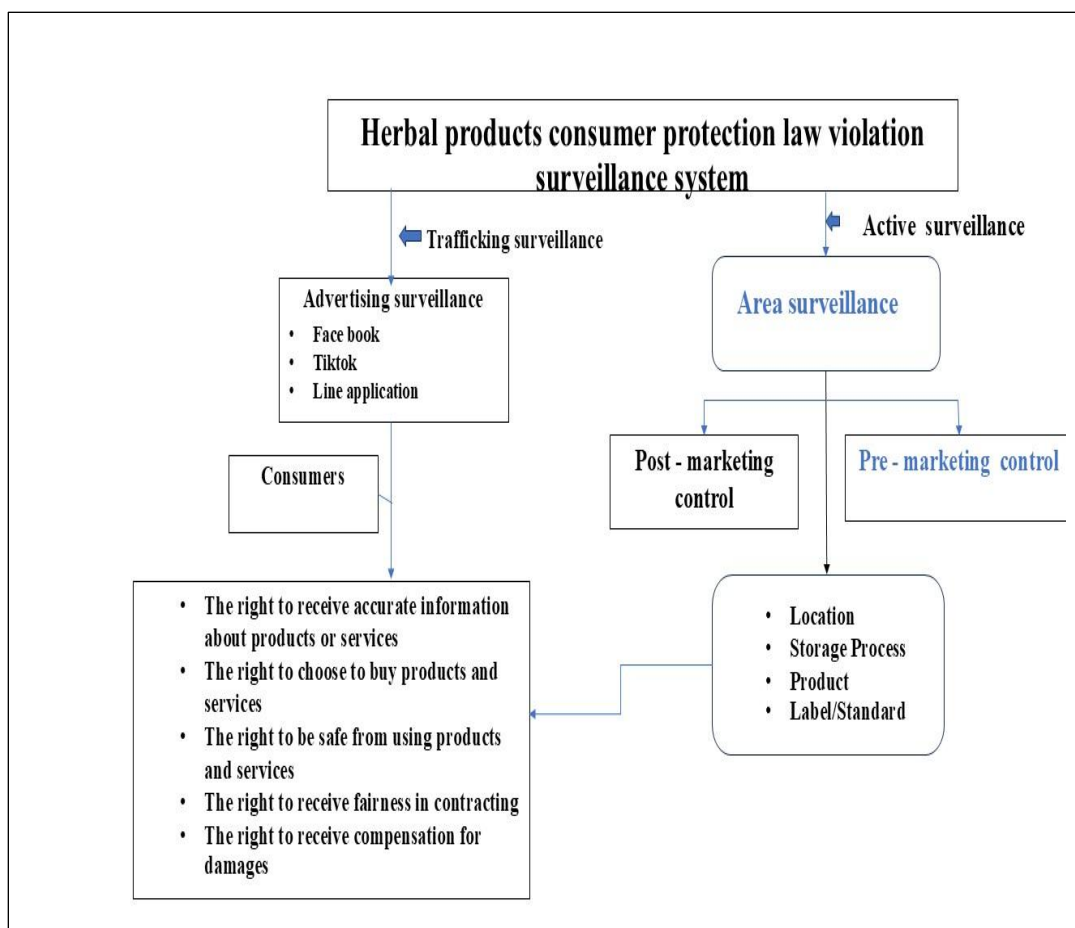 Herbal products consumer protection law violation
surveillance system
Trafficking surveillance
Active surveillance
Advertising surveillance
• Face book
• Tiktok
• Line application
Area surveillance
Consumers
Post - marketing
control
Pre - marketing control
• The right to receive accurate information
about products or services
• The right to choose to buy products and
services
• The right to be safe from using products
and services
• The right to receive fairness in contracting
• The right to receive compensation for
damages
• Location
• Storage Process
• Product
• Label/Standard